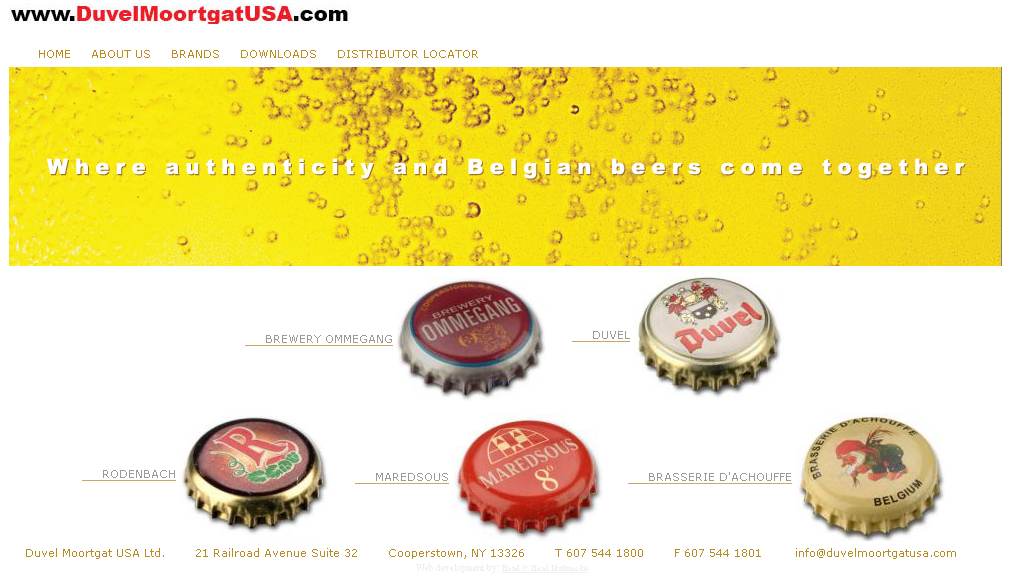 www.DuvelMoortgatUSA.com
HOME ABOUT US BRANDS DOWNLOADS DISTRIBUTOR LOCATOR
Where authenticity and Belgian beers come together
BREWERY OMMEGANG
BREWERY
OMMEGANG
DUVEL
Duvel
RODENBACH
R
MAREDSOUS
MAREDSOUS
8°
BRASSERIE D'ACHOUFFE
BRASSERIE D'ACHOUFFE
BELGIUM
Duvel Moortgat USA Ltd. 21 Railroad Avenue Suite 32 Cooperstown, NY 13326 T 607 544 1800 F 607 544 1801 info@duvelmoortgatusa.com
Web development by: